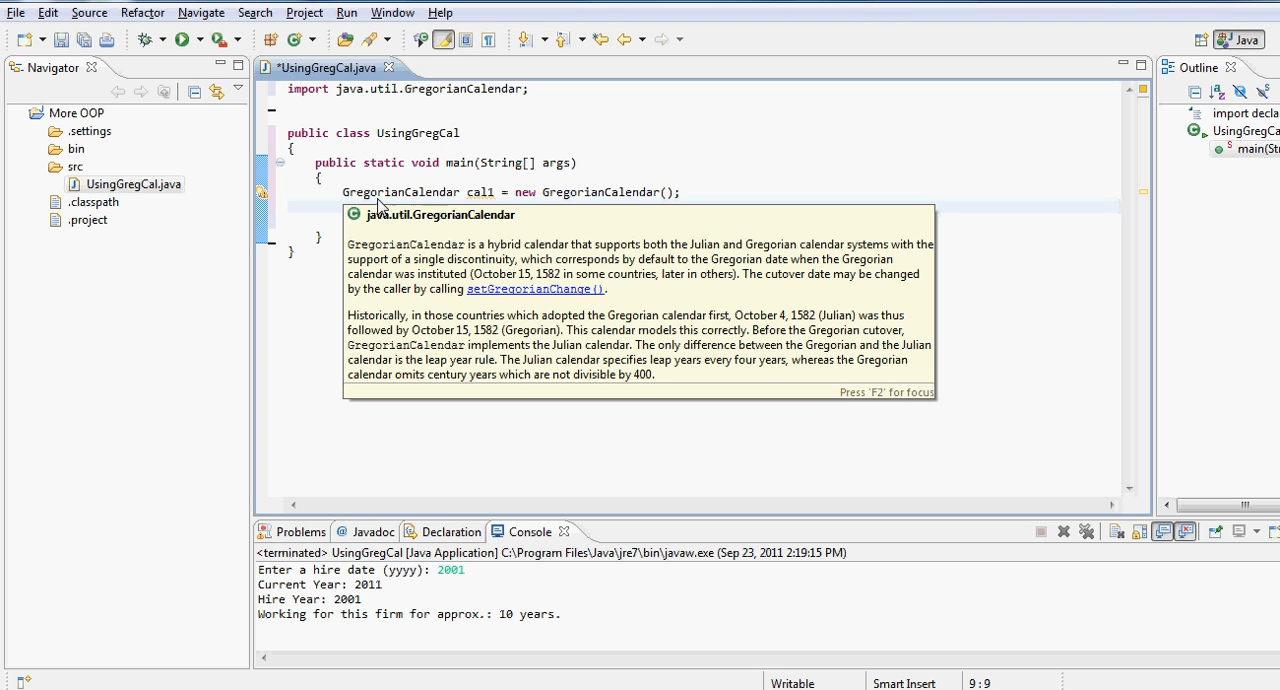 File Edit Source Refactor Navigate Search Project Run Window Help
Java
Navigator
*UsingGregCal.java
Outline
More OOP
.settings
bin
src
UsingGregCal.java
.classpath
.project
import java.util.GregorianCalendar;
public class UsingGregCal
{
public static void main(String[] args)
{
GregorianCalendar cal1 = new GregorianCalendar();
java.util.GregorianCalendar
GregorianCalendar is a hybrid calendar that supports both the Julian and Gregorian calendar systems with the
support of a single discontinuity, which corresponds by default to the Gregorian date when the Gregorian
calendar was instituted (October 15, 1582 in some countries, later in others). The cutover date may be changed
by the caller by calling setGregorianChange().
Historically, in those countries which adopted the Gregorian calendar first, October 4, 1582 (Julian) was thus
followed by October 15, 1582 (Gregorian). This calendar models this correctly. Before the Gregorian cutover,
GregorianCalendar implements the Julian calendar. The only difference between the Gregorian and the Julian
calendar is the leap year rule. The Julian calendar specifies leap years every four years, whereas the Gregorian
calendar omits century years which are not divisible by 400.
Press 'F2' for focus
}
}
import decla
UsingGregCa
main(Str
Problems @ Javadoc Declaration Console
<terminated> UsingGregCal [Java Application] C:\Program Files\Java\jre7\bin\javaw.exe (Sep 23, 2011 2:19:15 PM)
Enter a hire date (yyyy): 2001
Current Year: 2011
Hire Year: 2001
Working for this firm for approx.: 10 years.
Writable Smart Insert 9:9